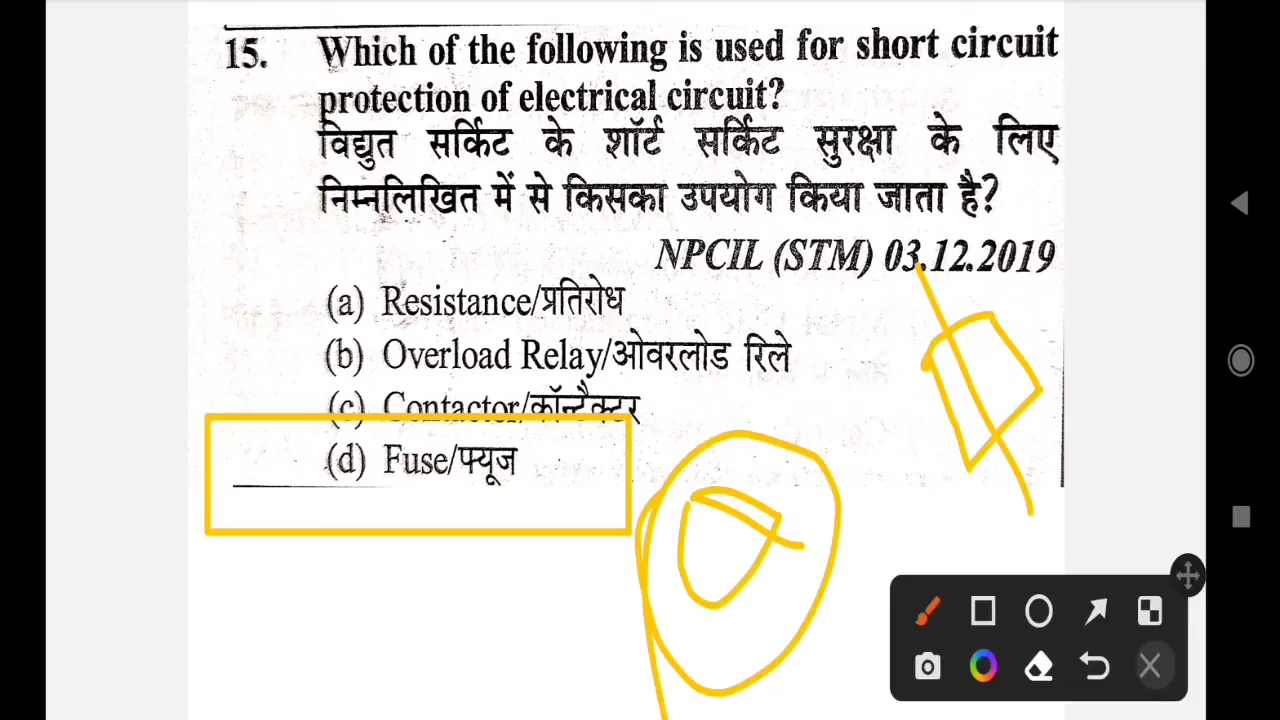 15. Which of the following is used for short circuit
protection of electrical circuit?
विद्युत सर्किट के शॉर्ट सर्किट सुरक्षा के लिए
निम्नलिखित में से किसका उपयोग किया जाता है?
NPCIL (STM) 03.12.2019
(a) Resistance/प्रतिरोध
(b) Overload Relay/ओवरलोड रिले
(c) Contactor/कॉन्टैक्टर
(d) Fuse/फ्यूज